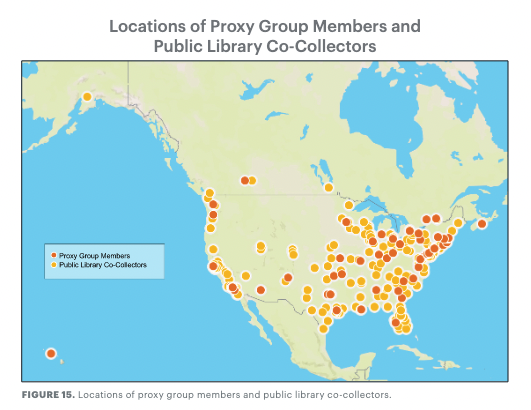 Locations of Proxy Group Members and
Public Library Co-Collectors
Proxy Group Members
Public Library Co-Collectors
FIGURE 15. Locations of proxy group members and public library co-collectors.